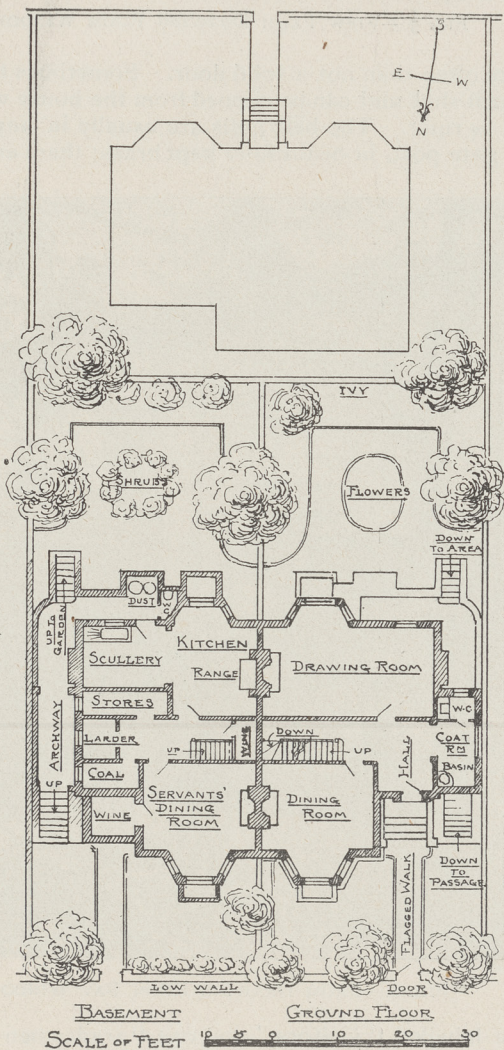 S
E W
N
IVY
SHRUBS
FLOWERS
DOWN
TO AREA
DUST
W.C
UP TO
GARDEN
KITCHEN
SCULLERY
RANGE
DRAWING ROOM
STORES
W.C
ARCHWAY
LARDER
UP
WINE
DOWN
UP
HALL
COAT
RM
BASIN
COAL
UP
WINE
SERVANTS'
DINING
ROOM
DINING
ROOM
DOWN
TO
PASSAGE
FLAGGED WALK
LOW WALL
DOOR
BASEMENT
GROUND FLOOR
SCALE OF FEET 10 5 0 10 20 30